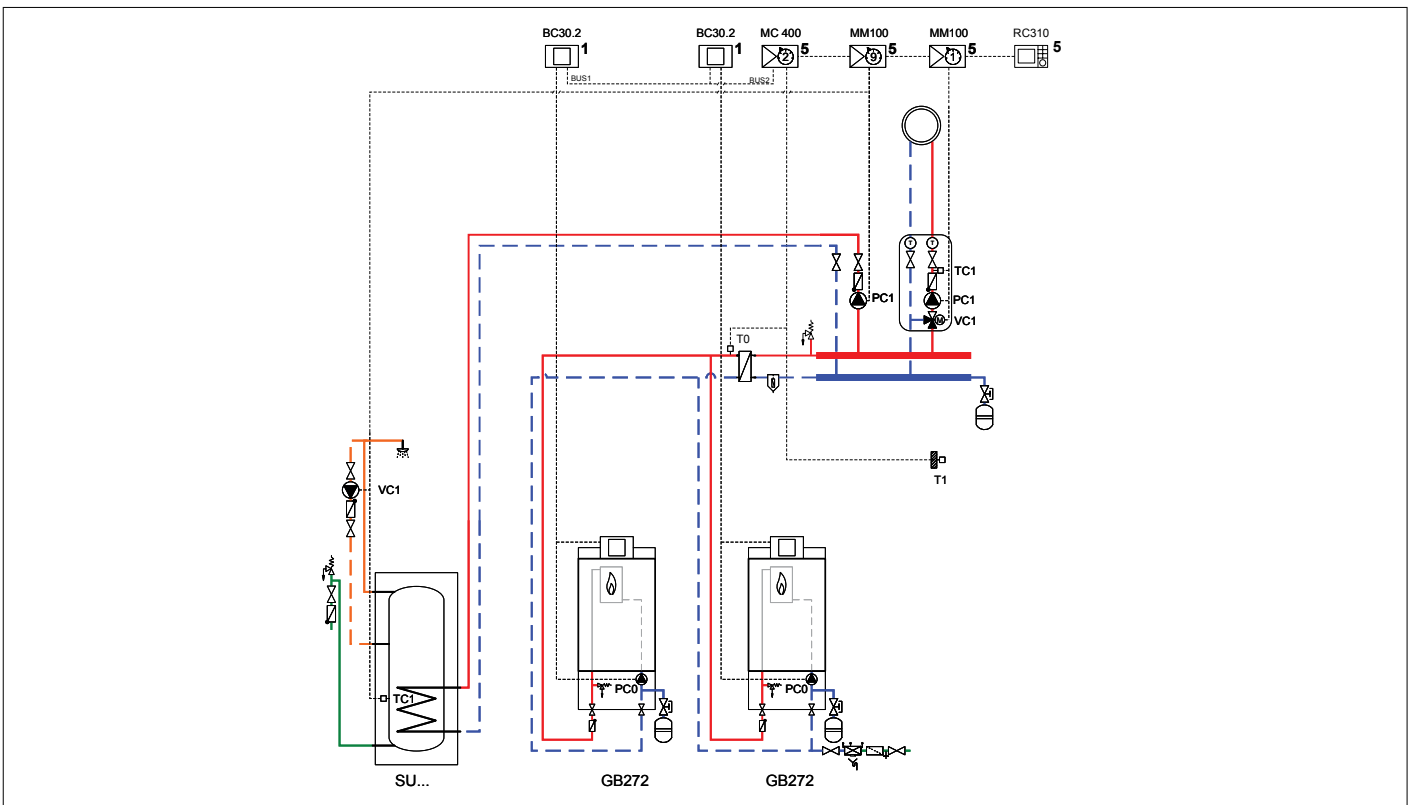 BC30.2 BC30.2 MC 400 MM100 MM100 RC310
1 1 2 5 9 5 1 5 5
BUS1 BUS2
T T
TC1
PC1 PC1
M VC1
T0
T1
VC1
TC1 PC0 PC0
SU... GB272 GB272